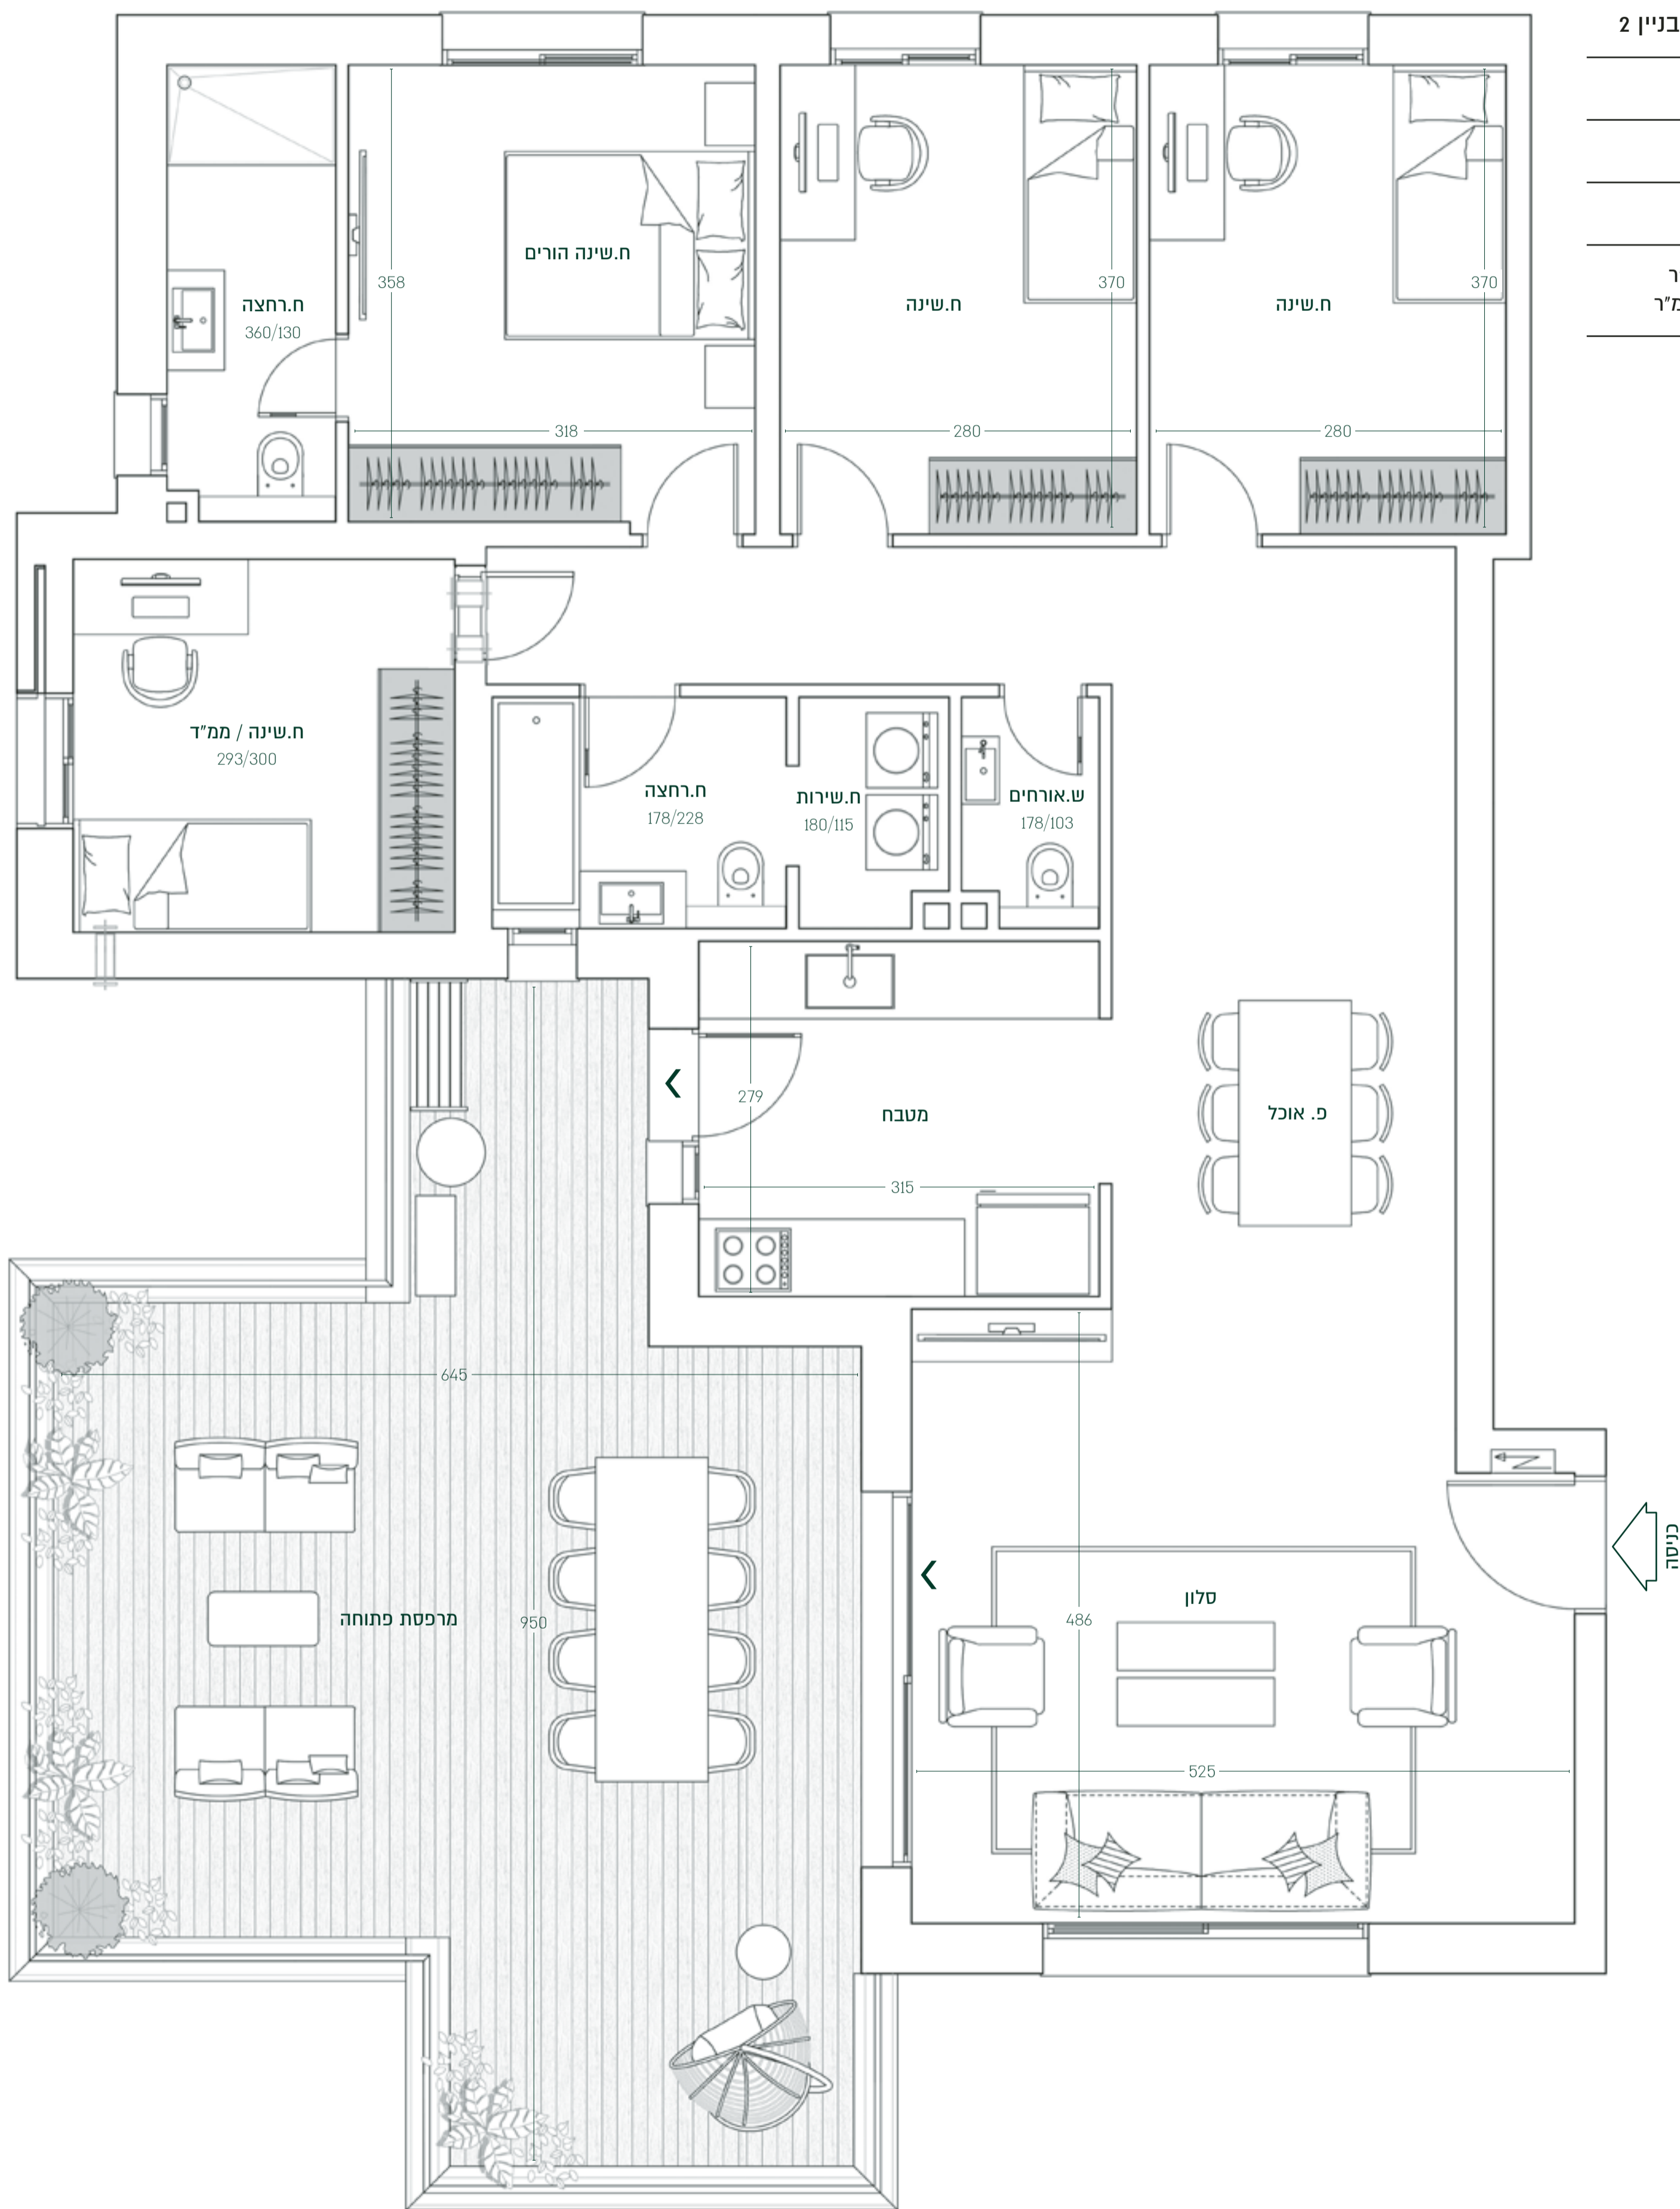 בניין 2
ר
מ"ר
ח.שינה הורים
358
318
ח.רחצה
360/130
ח.שינה
370
280
ח.שינה
370
280
ח.שינה / ממ"ד
293/300
ח.רחצה
178/228
ח.שירות
180/115
ש.אורחים
178/103
279
מטבח
315
פ. אוכל
645
מרפסת פתוחה
950
סלון
486
525
כניסה